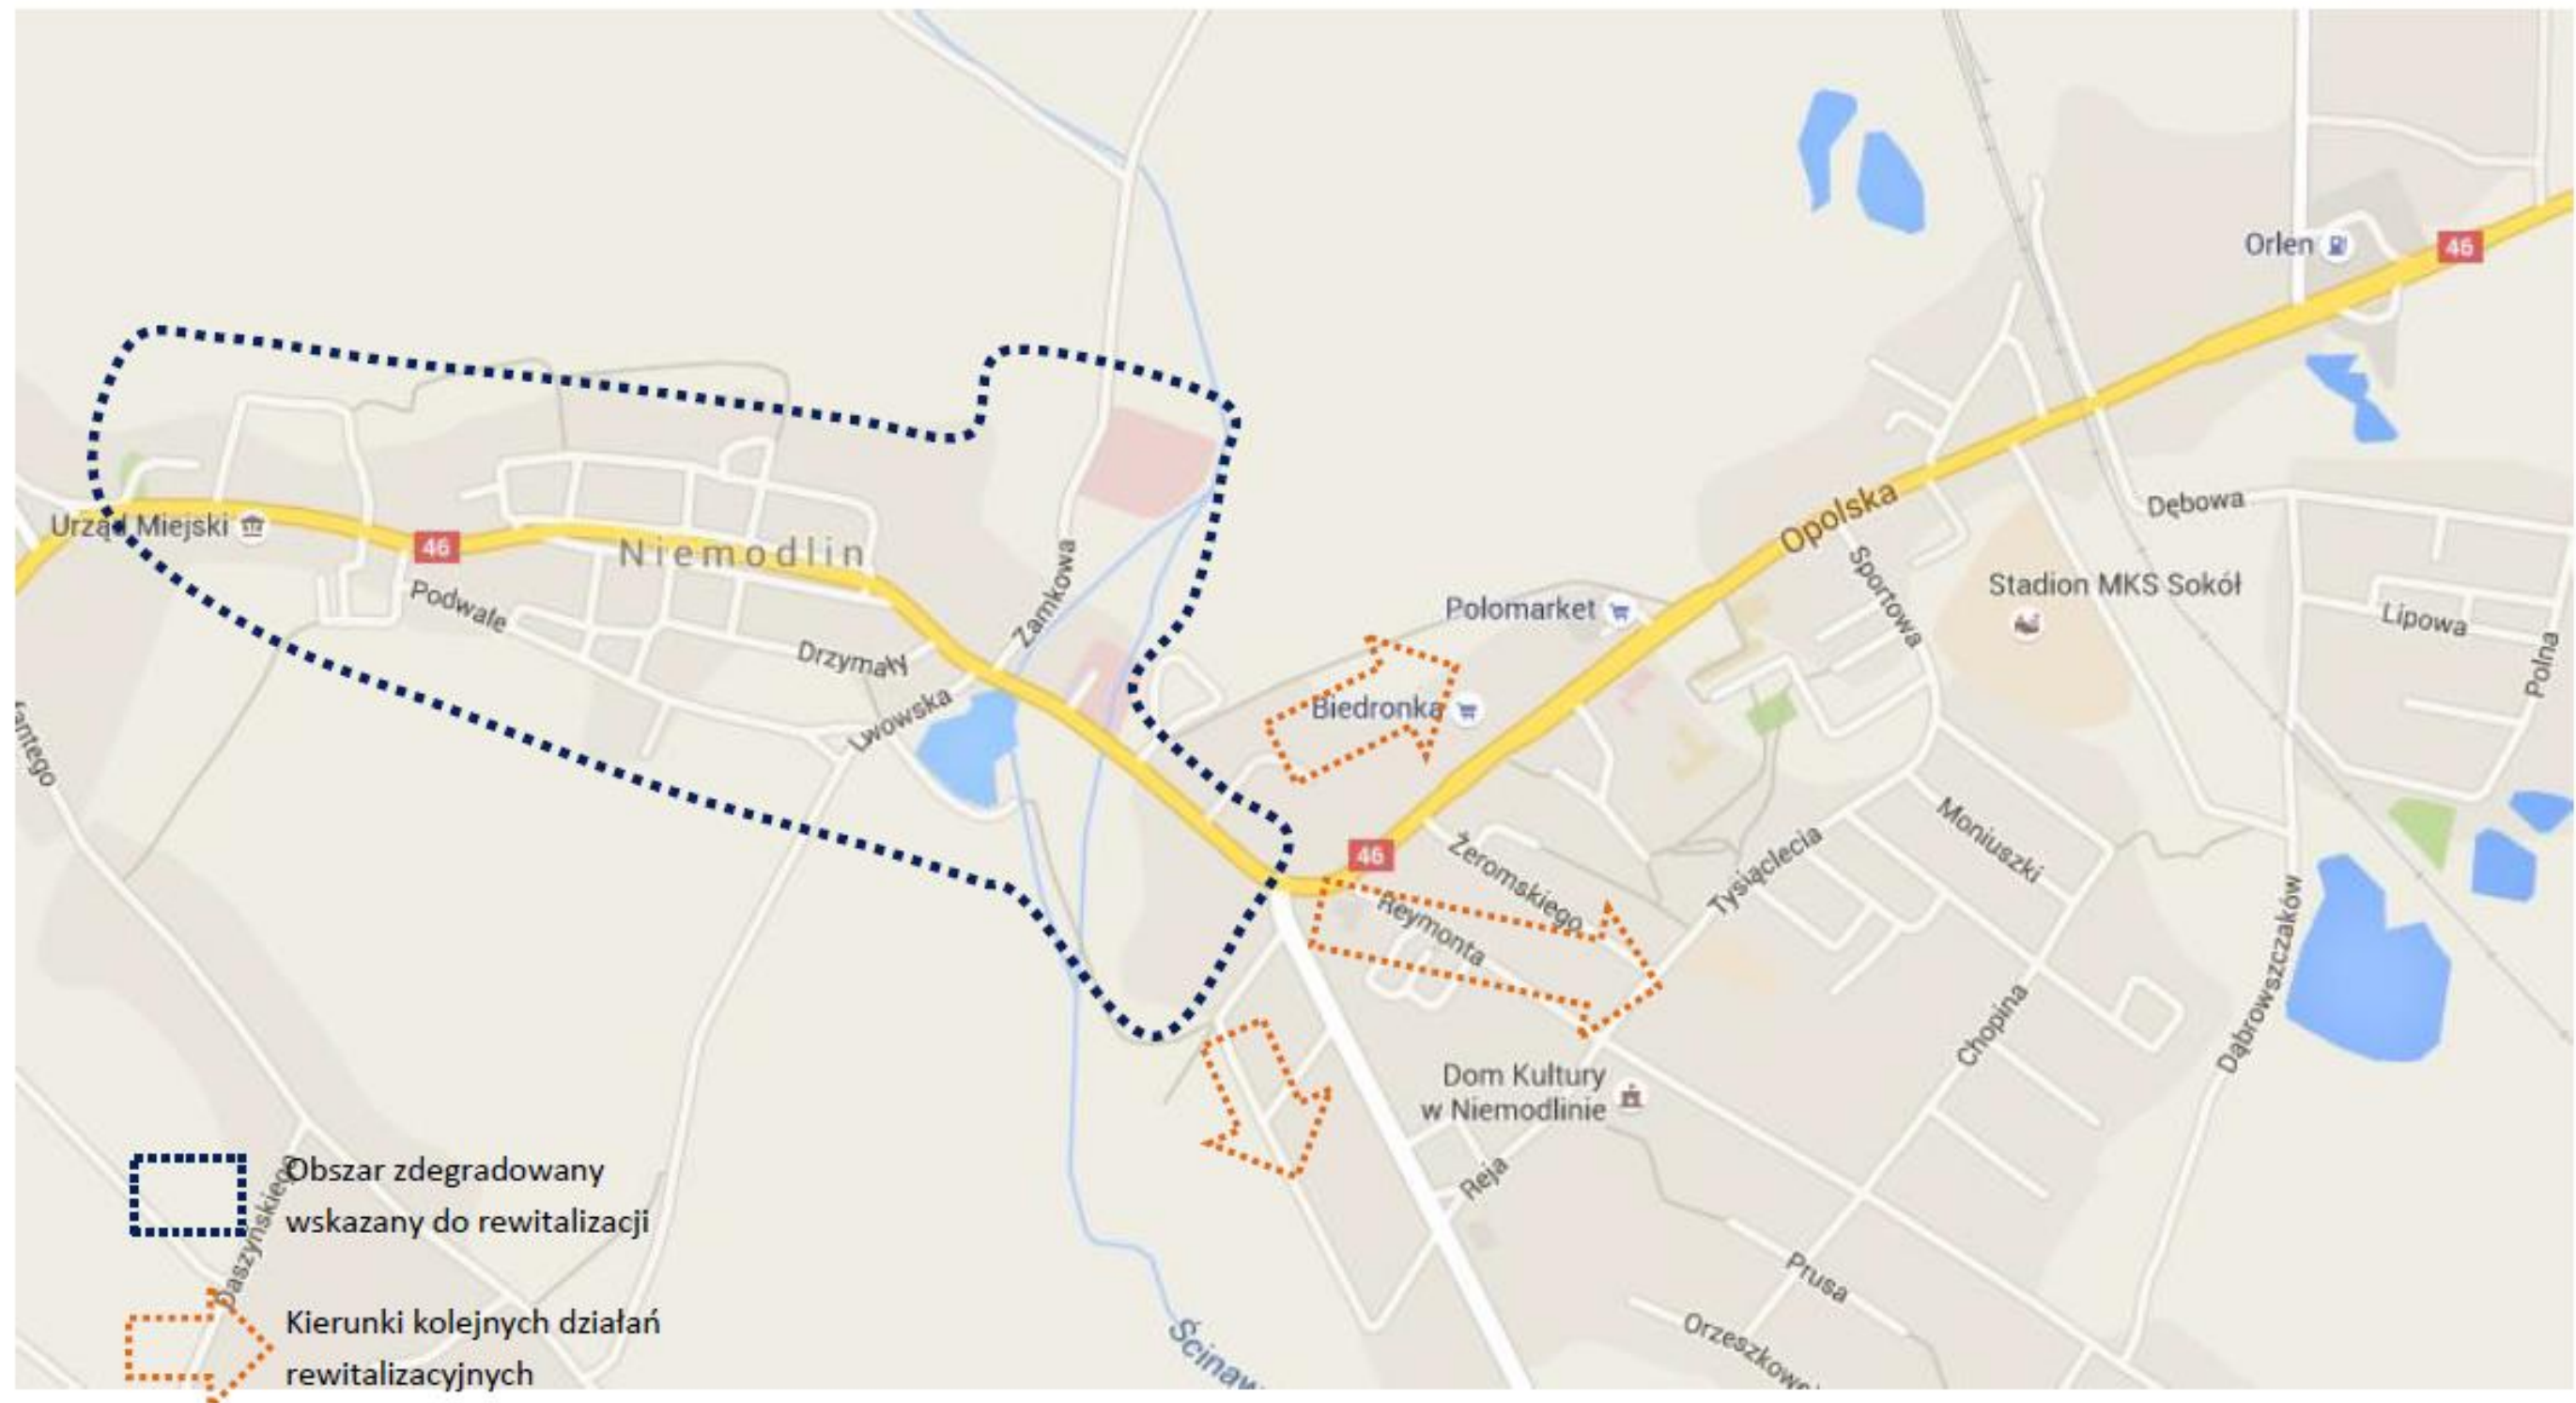 Orlen
46
Opolska
Dębowa
Urząd Miejski
46
Niemodlin
Podwale
Zamkowa
Drzymały
Lwowska
Polomarket
Biedronka
Sportowa
Stadion MKS Sokół
Lipowa
Polna
46
Żeromskiego
Reymonta
Tysiąclecia
Moniuszki
Chopina
Dąbrowszczaków
Dom Kultury
w Niemodlinie
Reja
Prusa
Daszyńskiego
Obszar zdegradowany
wskazany do rewitalizacji
Kierunki kolejnych działań
rewitalizacyjnych